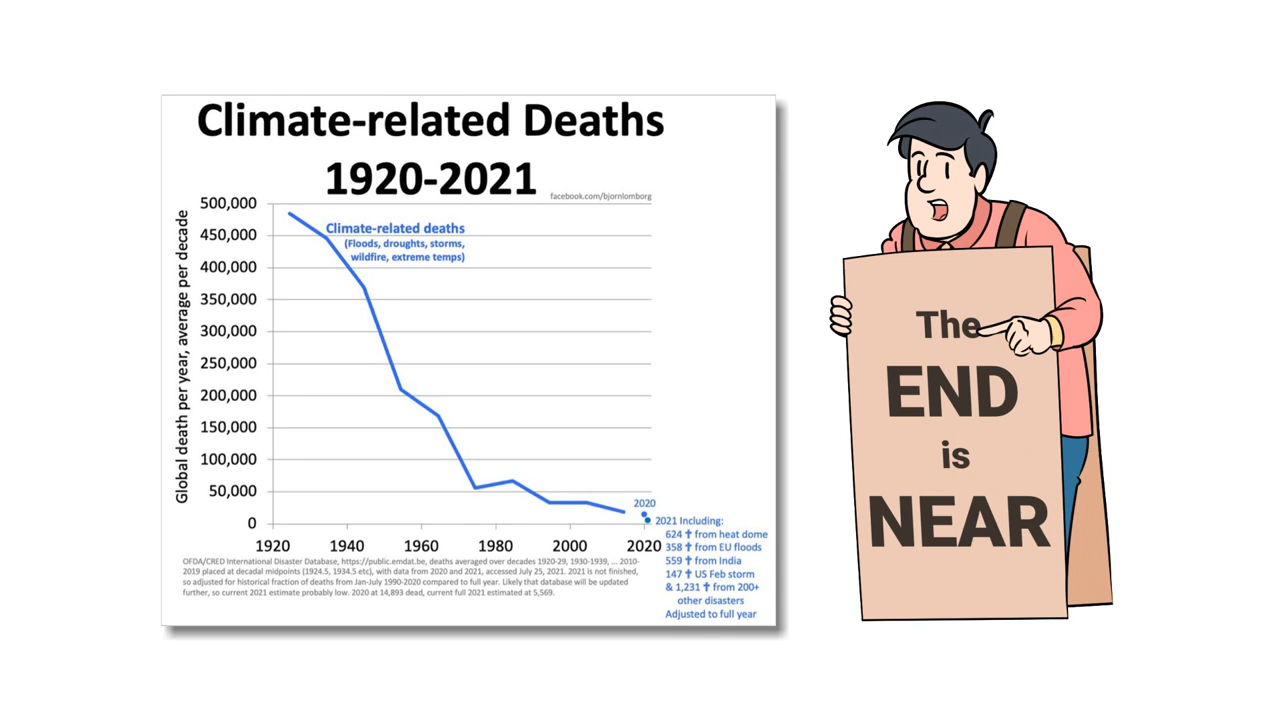 Climate-related Deaths
1920-2021
facebook.com/bjornlomborg
Global death per year, average per decade
500,000
450,000
400,000
350,000
300,000
250,000
200,000
150,000
100,000
50,000
0
Climate-related deaths
(Floods, droughts, storms,
wildfire, extreme temps)
1920
1940
1960
1980
2000
2020
2020
2021 Including:
624 ✝ from heat dome
358 ✝ from EU floods
559 ✝ from India
147 ✝ US Feb storm
& 1,231 ✝ from 200+
other disasters
Adjusted to full year
OFDA/CRED International Disaster Database, https://public.emdat.be, deaths averaged over decades 1920-29, 1930-1939, ... 2010-
2019 placed at decadal midpoints (1924.5, 1934.5 etc), with data from 2020 and 2021, accessed July 25, 2021. 2021 is not finished,
so adjusted for historical fraction of deaths from Jan-July 1990-2020 compared to full year. Likely that database will be updated
further, so current 2021 estimate probably low. 2020 at 14,893 dead, current full 2021 estimated at 5,569.
The
END
is
NEAR